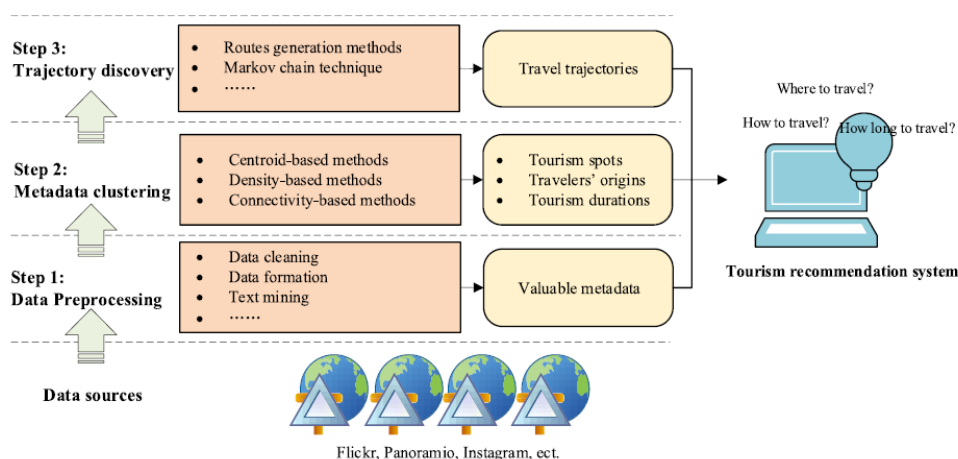 Step 3:
Trajectory discovery
• Routes generation methods
• Markov chain technique
• ……
Travel trajectories
Where to travel?
How to travel?
How long to travel?
Step 2:
Metadata clustering
• Centroid-based methods
• Density-based methods
• Connectivity-based methods
• Tourism spots
• Travelers’ origins
• Tourism durations
Tourism recommendation system
Step 1:
Data Preprocessing
• Data cleaning
• Data formation
• Text mining
• ……
Valuable metadata
Data sources
Flickr, Panoramio, Instagram, ect.